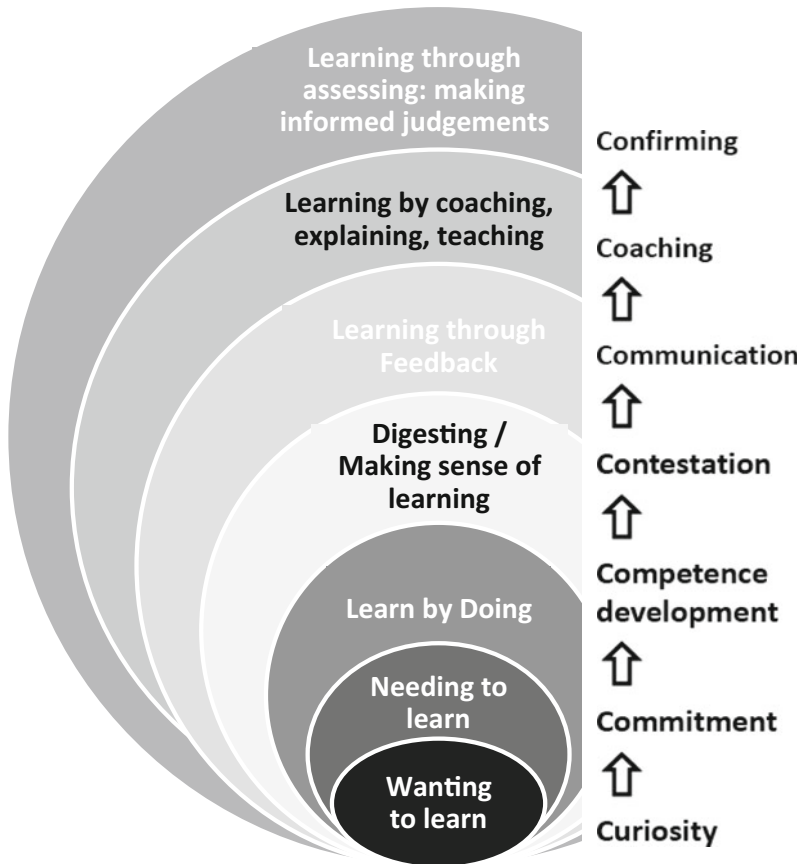 Learning through
assessing: making
informed judgements
Learning by coaching,
explaining, teaching
Learning through
Feedback
Digesting /
Making sense of
learning
Learn by Doing
Needing to
learn
Wanting
to learn
Confirming
Coaching
Communication
Contestation
Competence
development
Commitment
Curiosity